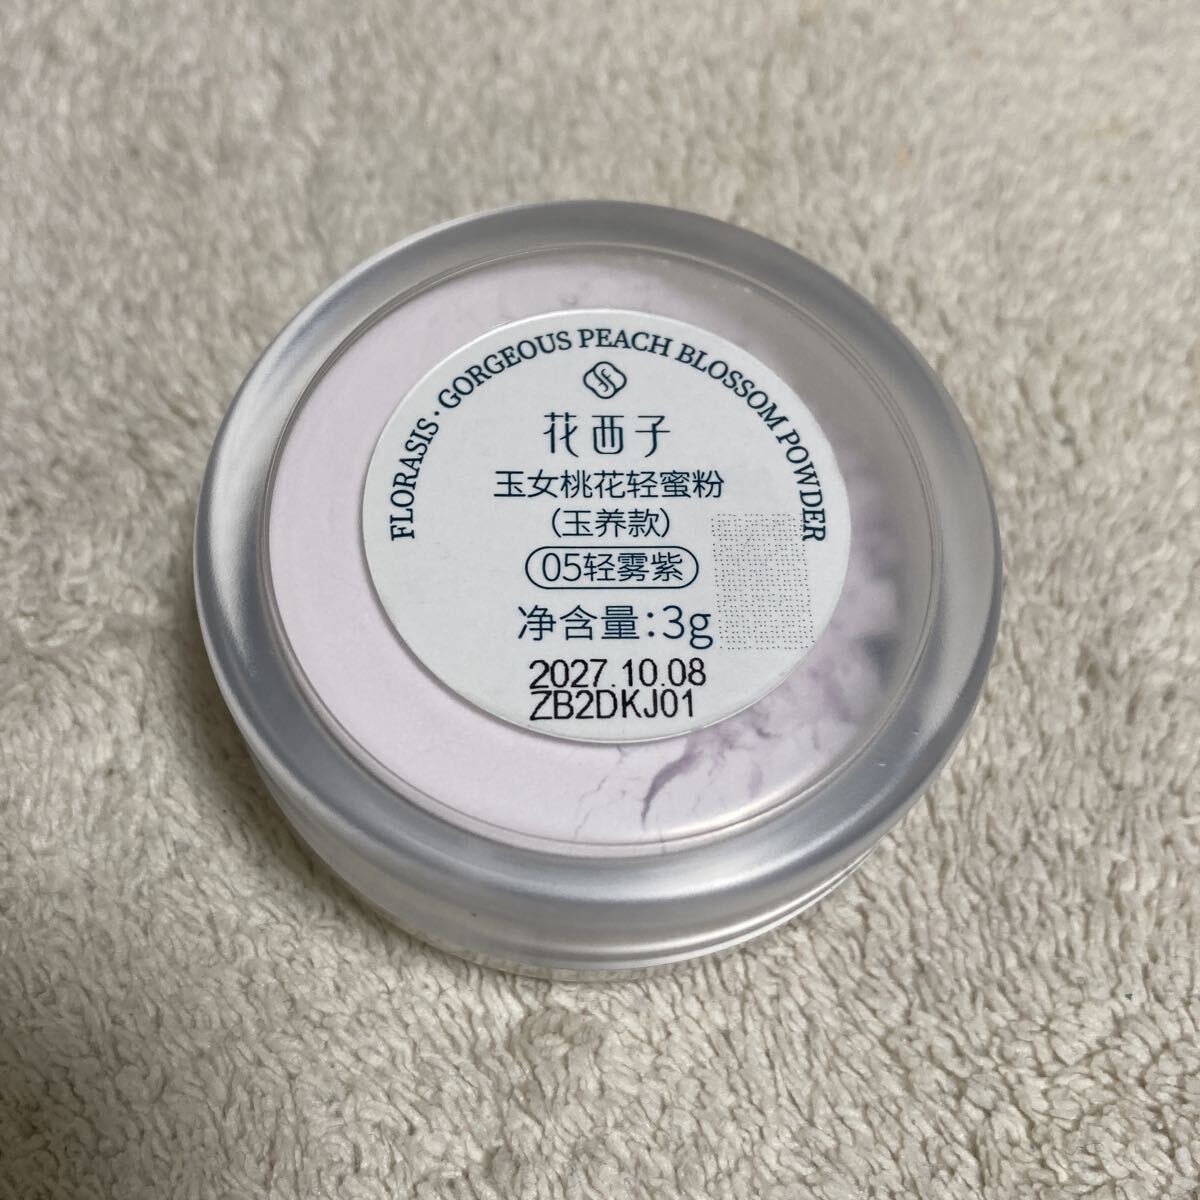 FLORASIS · GORGEOUS PEACH BLOSSOM POWDER
花西子
玉女桃花轻蜜粉
(玉养款)
05轻雾紫
净含量:3g
2027.10.08
ZB2DKJ01